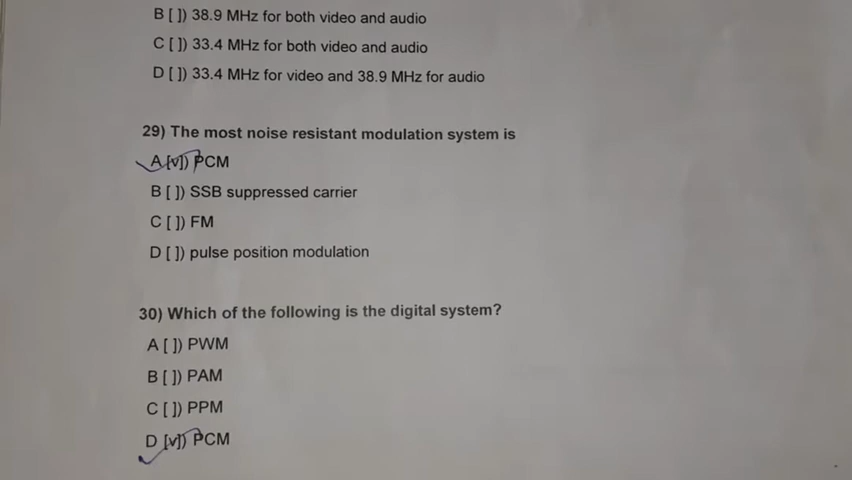 B [ ]) 38.9 MHz for both video and audio
C [ ]) 33.4 MHz for both video and audio
D [ ]) 33.4 MHz for video and 38.9 MHz for audio
29) The most noise resistant modulation system is
A [v]) PCM
B [ ]) SSB suppressed carrier
C [ ]) FM
D [ ]) pulse position modulation
30) Which of the following is the digital system?
A [ ]) PWM
B [ ]) PAM
C [ ]) PPM
D [v]) PCM